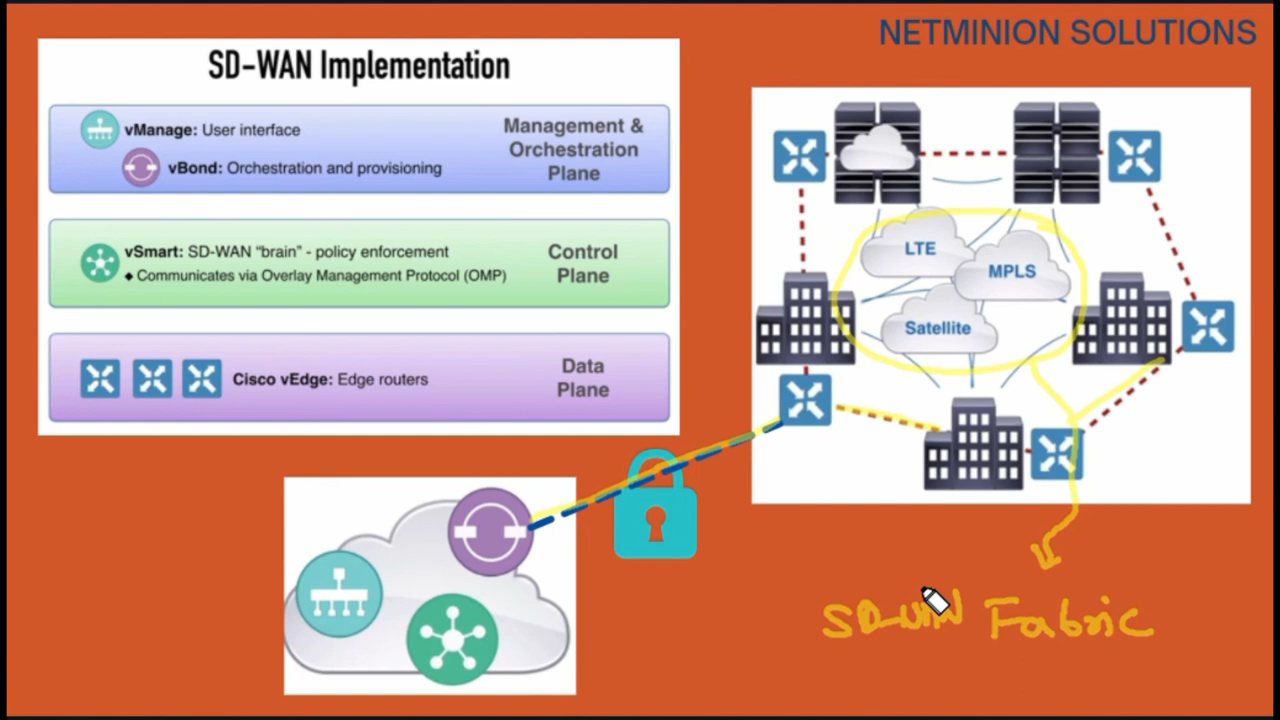 NETMINION SOLUTIONS
SD-WAN Implementation
vManage: User interface
vBond: Orchestration and provisioning
Management &
Orchestration
Plane
vSmart: SD-WAN “brain” - policy enforcement
◆ Communicates via Overlay Management Protocol (OMP)
Control
Plane
Cisco vEdge: Edge routers
Data
Plane
LTE
MPLS
Satellite
SD-WAN Fabric